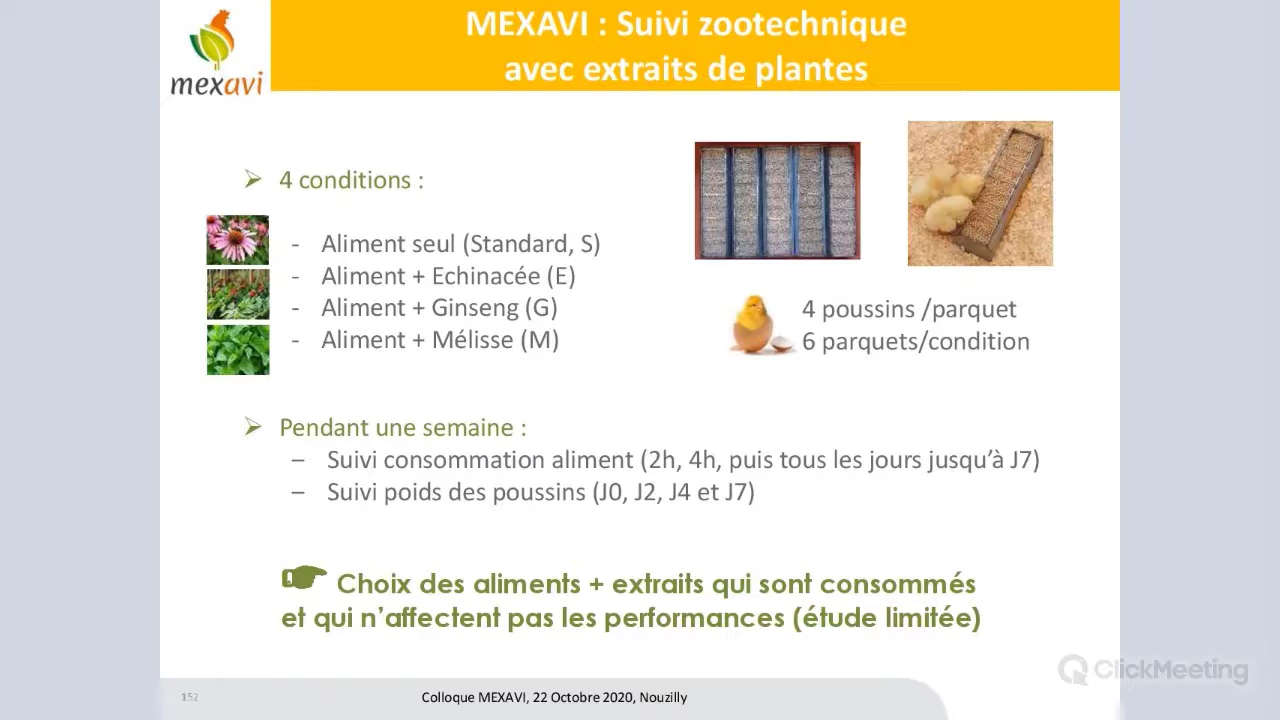 MEXAVI : Suivi zootechnique
avec extraits de plantes
mexavi
4 conditions :
- Aliment seul (Standard, S)
- Aliment + Echinacée (E)
- Aliment + Ginseng (G)
- Aliment + Mélisse (M)
4 poussins /parquet
6 parquets/condition
Pendant une semaine :
– Suivi consommation aliment (2h, 4h, puis tous les jours jusqu’à J7)
– Suivi poids des poussins (J0, J2, J4 et J7)
Choix des aliments + extraits qui sont consommés
et qui n’affectent pas les performances (étude limitée)
ClickMeeting
152
Colloque MEXAVI, 22 Octobre 2020, Nouzilly